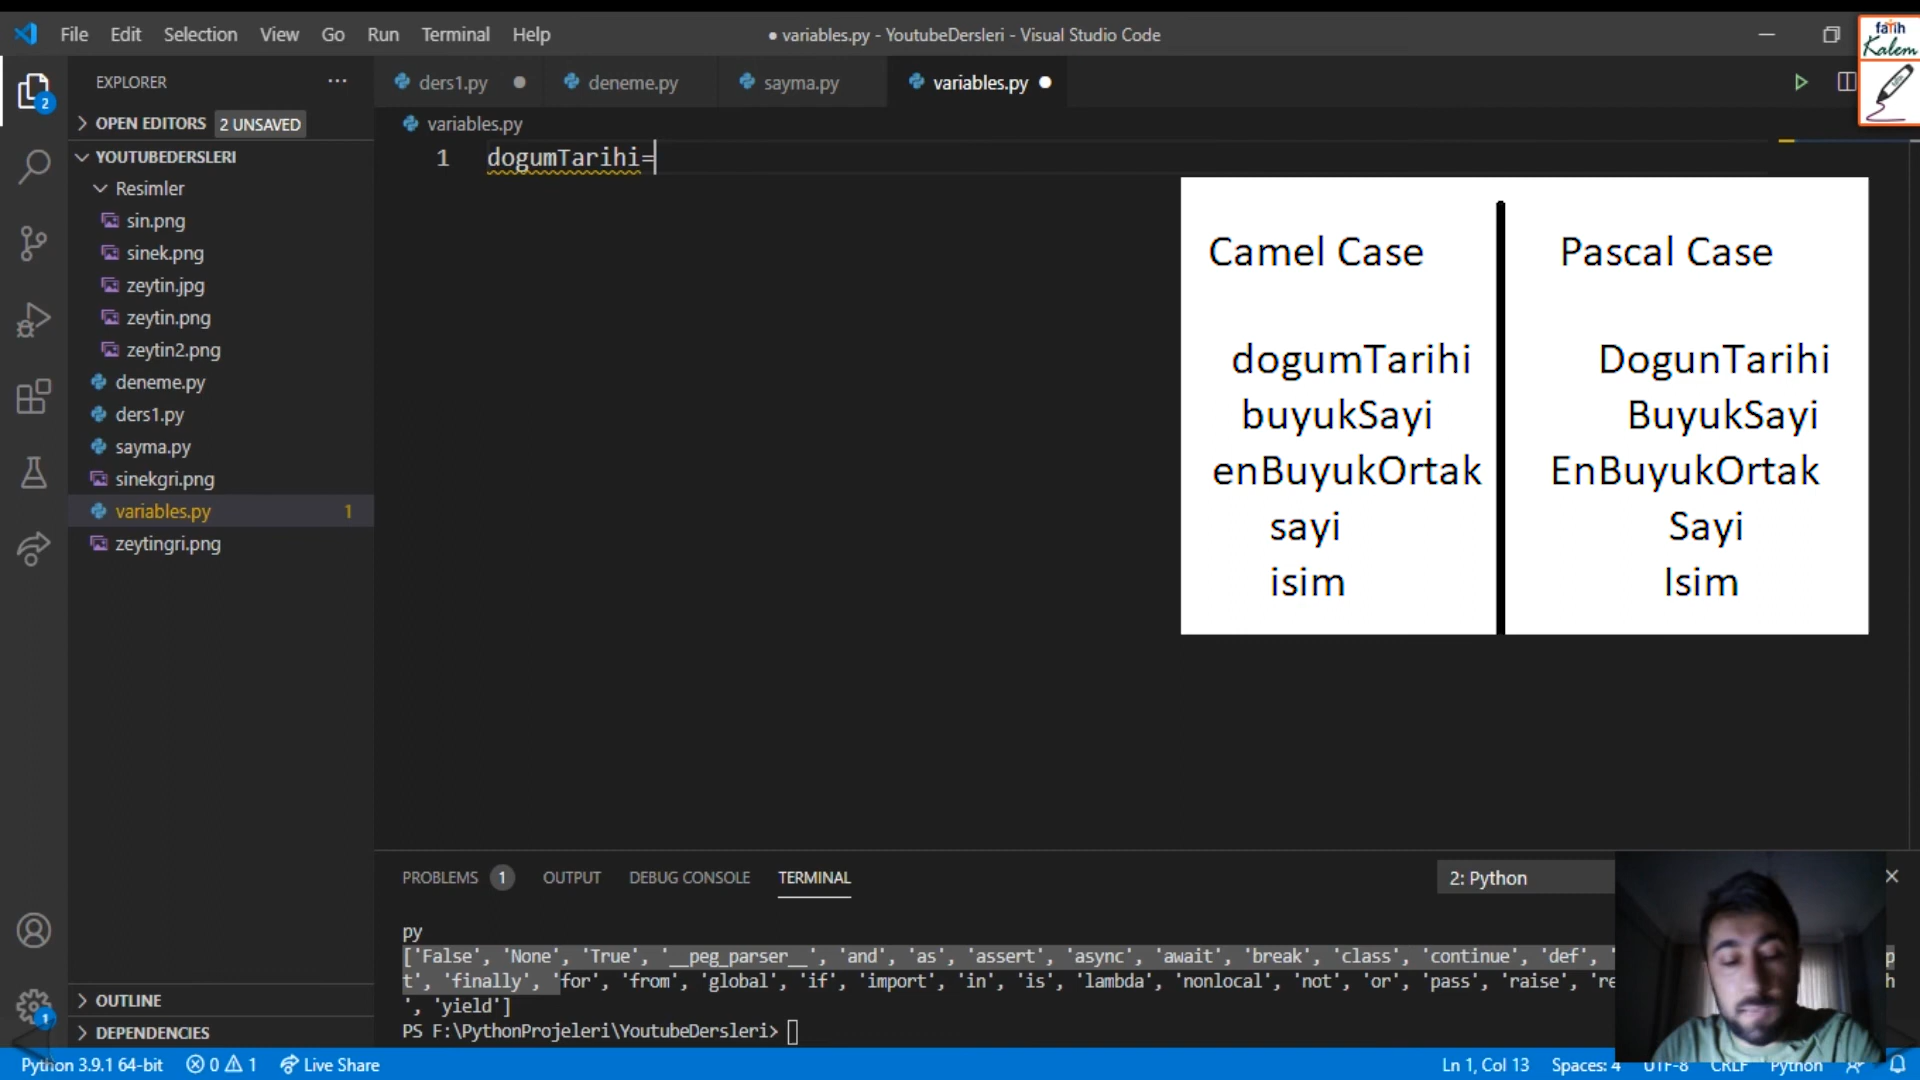 File Edit Selection View Go Run Terminal Help
● variables.py - YoutubeDersleri - Visual Studio Code
fatih
Kalem
EXPLORER ···
ders1.py
deneme.py
sayma.py
variables.py
OPEN EDITORS 2 UNSAVED
variables.py
YOUTUBEDERSLERI
1 dogumTarihi=
Resimler
sin.png
sinek.png
zeytin.jpg
zeytin.png
zeytin2.png
deneme.py
ders1.py
sayma.py
sinekgri.png
variables.py 1
zeytingri.png
2
Camel Case
dogumTarihi
buyukSayi
enBuyukOrtak
sayi
isim
Pascal Case
DogunTarihi
BuyukSayi
EnBuyukOrtak
Sayi
Isim
PROBLEMS 1 OUTPUT DEBUG CONSOLE TERMINAL
2: Python
py
['False', 'None', 'True', '__peg_parser__', 'and', 'as', 'assert', 'async', 'await', 'break', 'class', 'continue', 'def', '
t', 'finally', 'for', 'from', 'global', 'if', 'import', 'in', 'is', 'lambda', 'nonlocal', 'not', 'or', 'pass', 'raise', 're
', 'yield']
PS F:\PythonProjeleri\YoutubeDersleri>
OUTLINE
DEPENDENCIES
1
Python 3.9.1 64-bit 0 1 Live Share
Ln 1, Col 13 Spaces: 4 UTF-8 CRLF Python